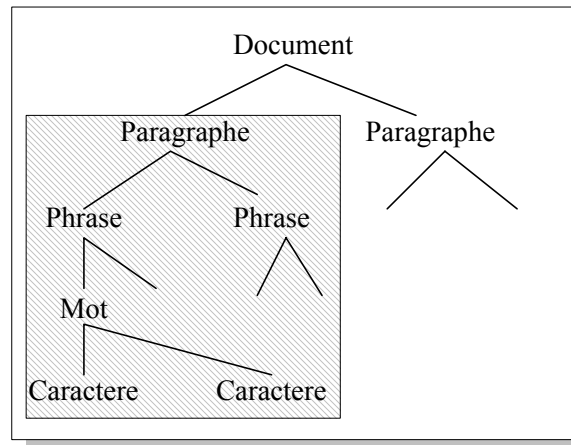 Document
Paragraphe Paragraphe
Phrase Phrase
Mot
Caractere Caractere